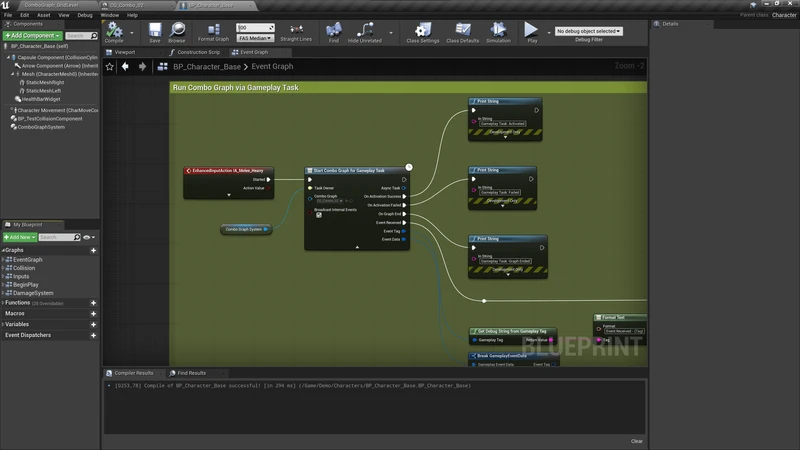 ComboGraph_GridLevel
CG_Combo_02
BP_Character_Base
File Edit Asset View Debug Window Help
Parent class: Character
Components
Details
+ Add Component
Search
BP_Character_Base (self)
Capsule Component (CollisionCylin
Arrow Component (Arrow) (Inherite
Mesh (CharacterMesh0) (Inherited)
StaticMeshRight
StaticMeshLeft
HealthBarWidget
Character Movement (CharMoveCom
BP_TestCollisionComponent
ComboGraphSystem
Compile
Browse
Format Graph
FAS Median
Straight Lines
Find
Hide Unrelated
Class Settings
Class Defaults
Simulation
Play
No debug object selected
Debug Filter
Viewport
Construction Script
Event Graph
BP_Character_Base > Event Graph
Zoom -2
Run Combo Graph via Gameplay Task
Print String
In String
Gameplay Task: Activated
Development Only
EnhancedInputAction IA_Melee_Heavy
Started
Action Value
Combo Graph System
Start Combo Graph for Gameplay Task
Task Owner
Combo Graph
Broadcast Internal Events
Async Task
On Activation Success
On Activation Failed
On Graph End
Event Received
Event Tag
Event Data
Print String
In String
Gameplay Task: Failed
Development Only
Print String
In String
Gameplay Task: Graph Ended
Development Only
Get Debug String from Gameplay Tag
Gameplay Tag
Return Value
Break GameplayEventData
Gameplay Event Data
Event Tag
Format Text
Format
Event Received - {Tag}
Tag
BLUEPRINT
My Blueprint
+ Add New
Search
Graphs
EventGraph
Collision
Inputs
BeginPlay
DamageSystem
Functions (28 Overridable)
Macros
Variables
Event Dispatchers
Compiler Results
Find Results
[0253,76] Compile of BP_Character_Base successful! [in 294 ms] (/Game/Demo/Characters/BP_Character_Base.BP_Character_Base)
Clear